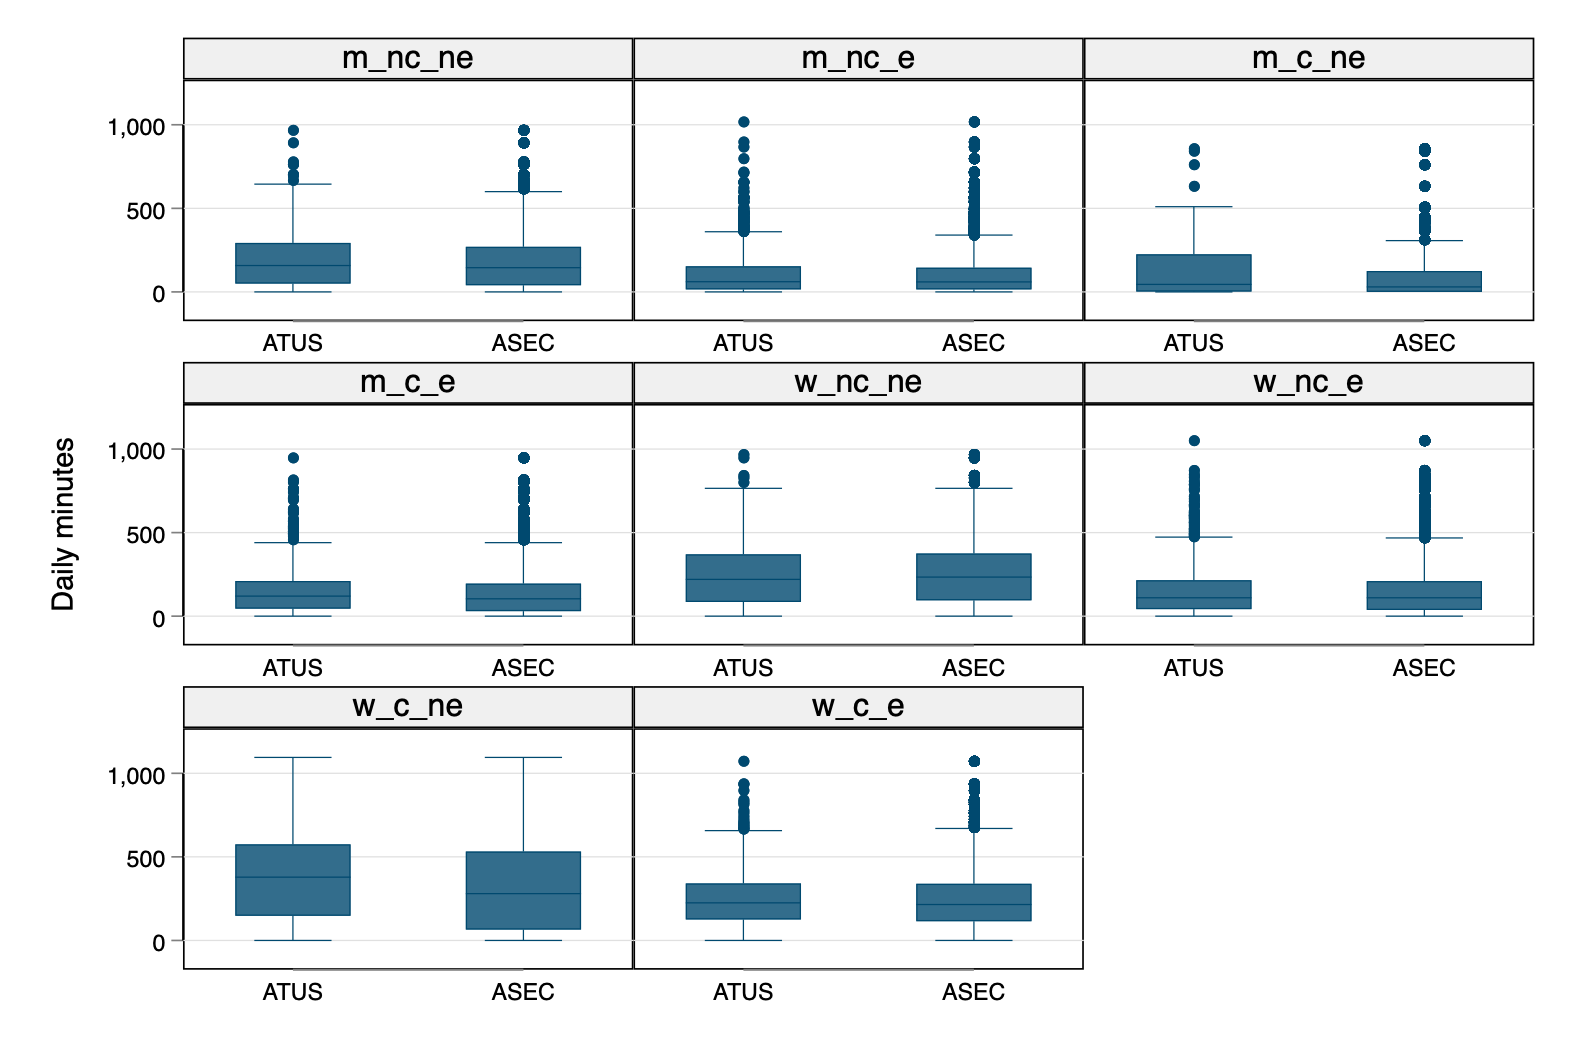 m_nc_ne m_nc_e m_c_ne
1,000
500
0
ATUS ASEC ATUS ASEC ATUS ASEC
m_c_e w_nc_ne w_nc_e
Daily minutes
1,000
500
0
ATUS ASEC ATUS ASEC ATUS ASEC
w_c_ne w_c_e
1,000
500
0
ATUS ASEC ATUS ASEC